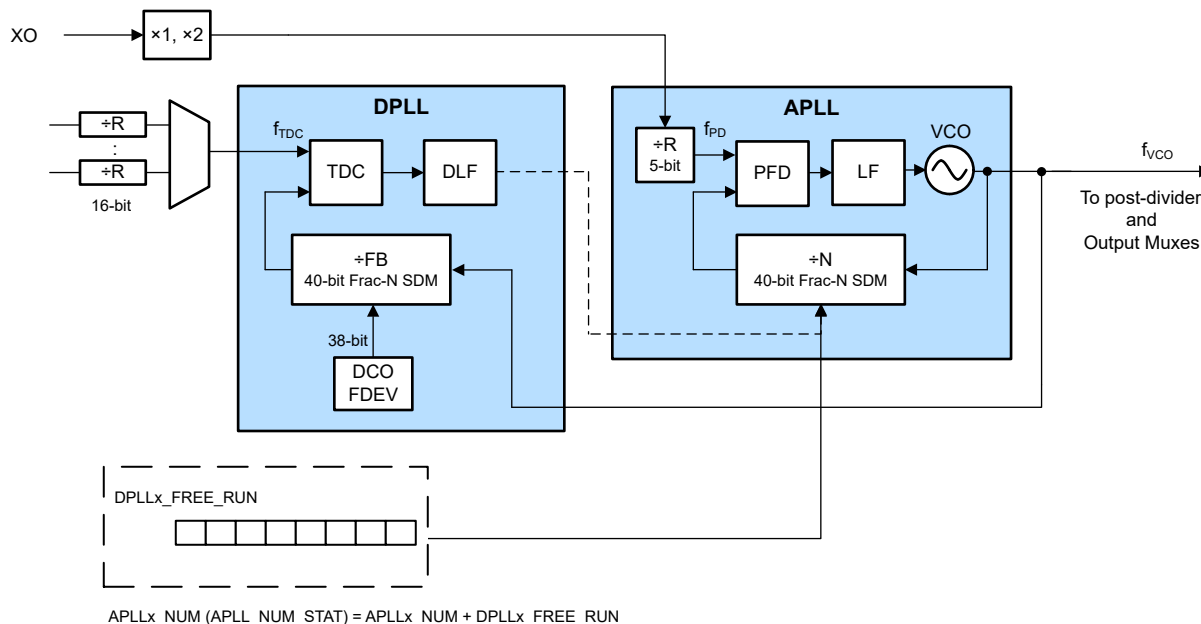 XO
×1, ×2
÷R
:
÷R
16-bit
DPLL
fTDC
TDC
DLF
÷FB
40-bit Frac-N SDM
38-bit
DCO
FDEV
APLL
÷R
5-bit
fPD
PFD
LF
VCO
÷N
40-bit Frac-N SDM
fVCO
To post-divider
and
Output Muxes
DPLLx_FREE_RUN
APLLx_NUM (APLL_NUM_STAT) = APLLx_NUM + DPLLx_FREE_RUN